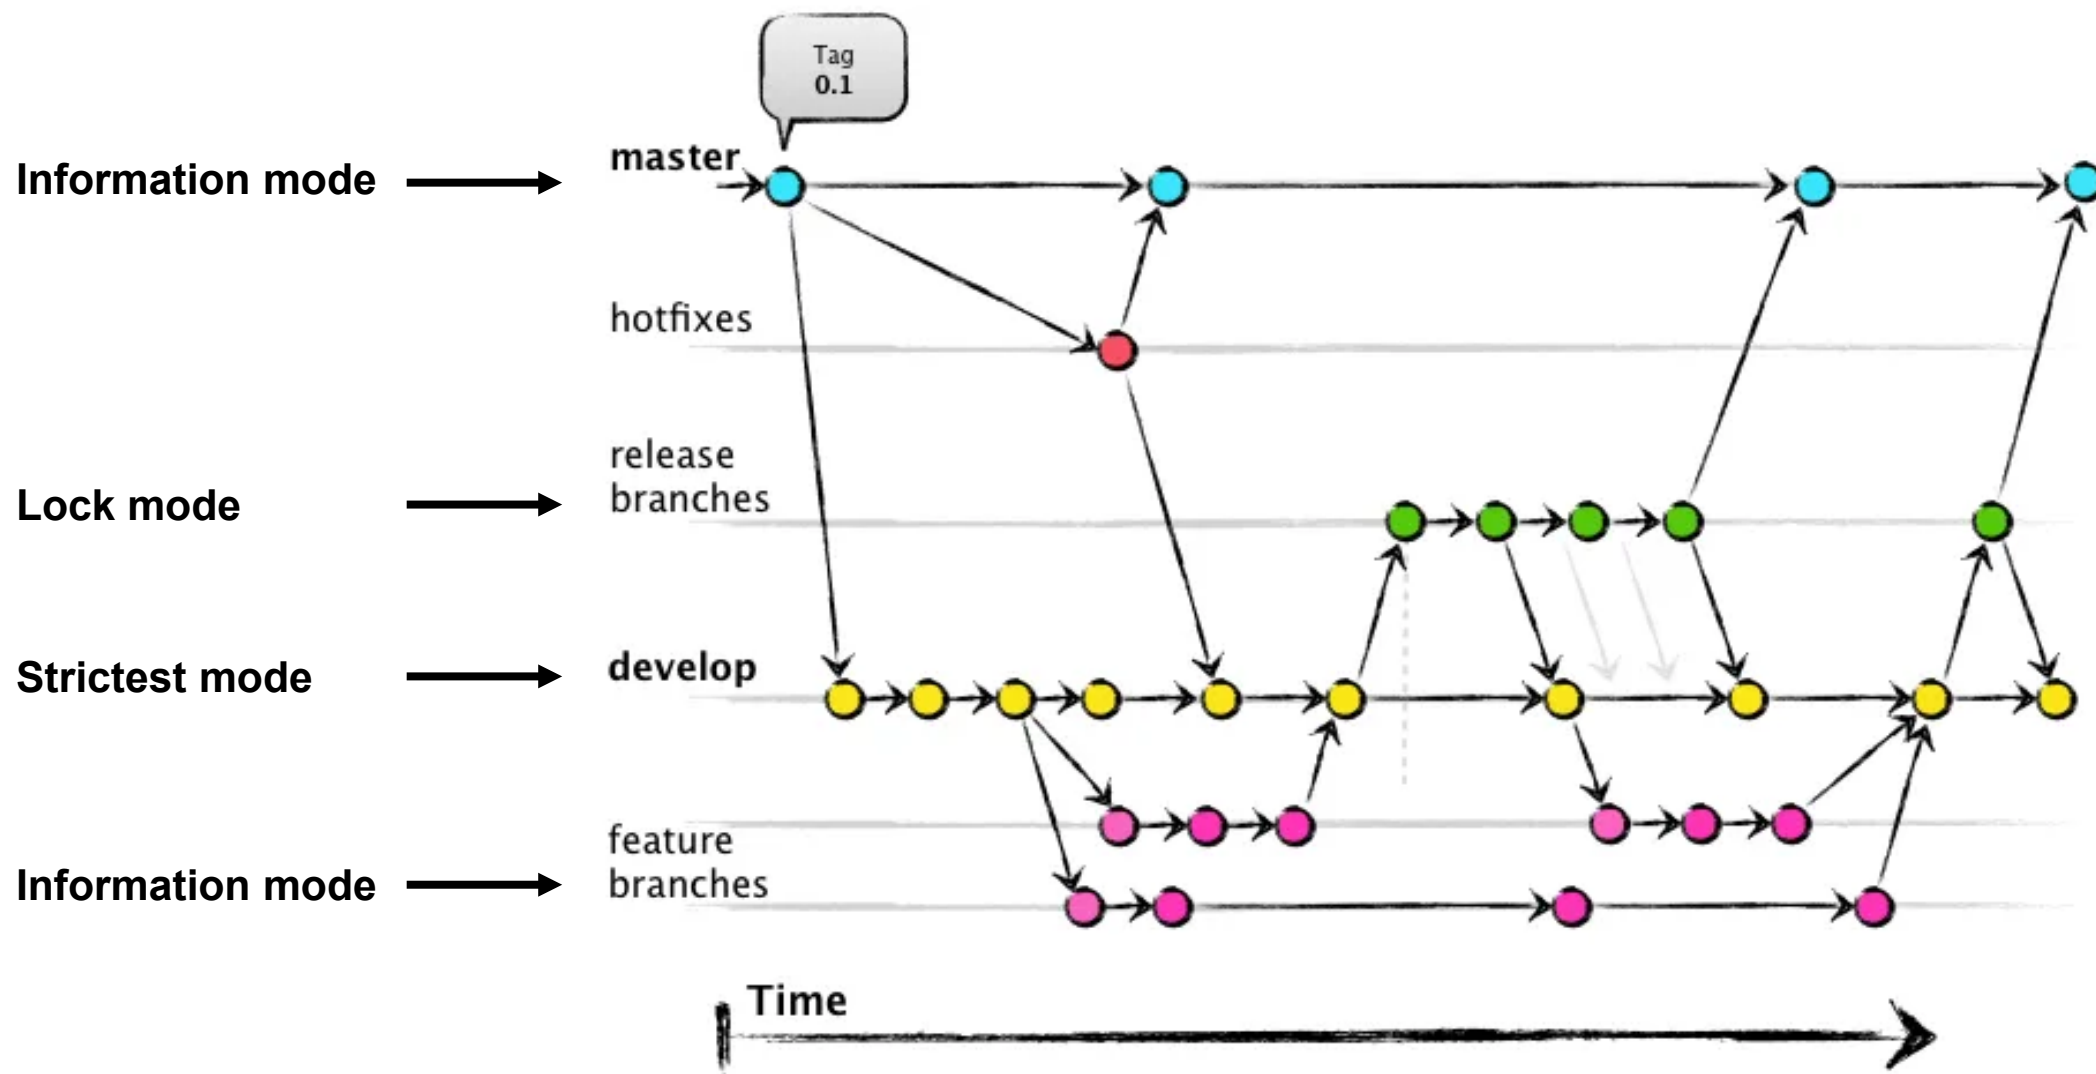 Tag
0.1
Information mode
master
hotfixes
Lock mode
release
branches
Strictest mode
develop
Information mode
feature
branches
Time